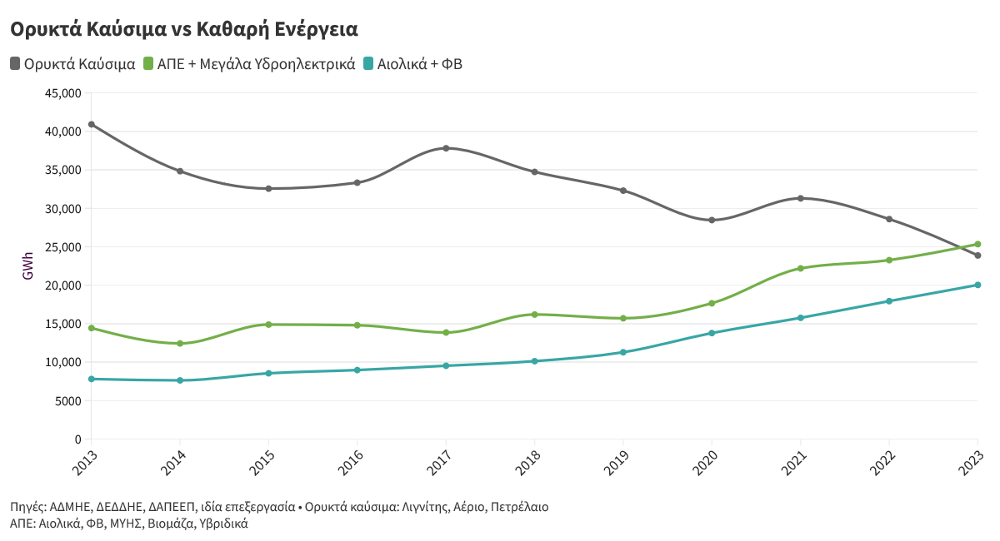 Ορυκτά Καύσιμα vs Καθαρή Ενέργεια
Ορυκτά Καύσιμα ΑΠΕ + Μεγάλα Υδροηλεκτρικά Αιολικά + ΦΒ
45,000
40,000
35,000
30,000
25,000
20,000
15,000
10,000
5000
0
GWh
2013 2014 2015 2016 2017 2018 2019 2020 2021 2022 2023
Πηγές: ΑΔΜΗΕ, ΔΕΔΔΗΕ, ΔΑΠΕΕΠ, ιδία επεξεργασία • Ορυκτά καύσιμα: Λιγνίτης, Αέριο, Πετρέλαιο
ΑΠΕ: Αιολικά, ΦΒ, ΜΥΗΣ, Βιομάζα, Υβριδικά